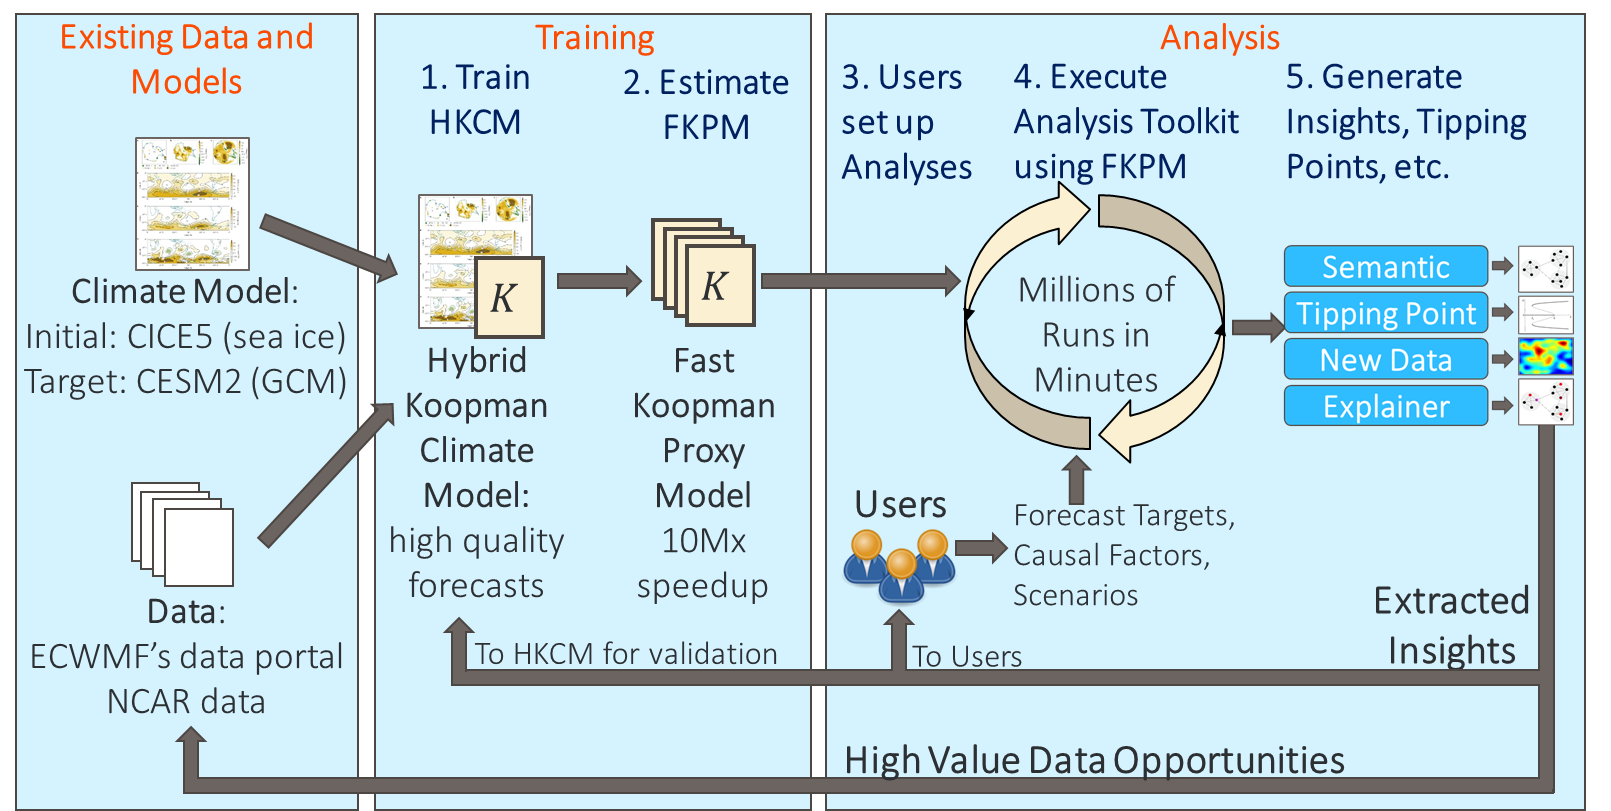 Existing Data and
Models
Climate Model:
Initial: CICE5 (sea ice)
Target: CESM2 (GCM)
Data:
ECWMF’s data portal
NCAR data
Training
1. Train
HKCM
2. Estimate
FKPM
K
K
Hybrid
Koopman
Climate
Model:
high quality
forecasts
Fast
Koopman
Proxy
Model
10Mx
speedup
To HKCM for validation
Analysis
3. Users
set up
Analyses
4. Execute
Analysis Toolkit
using FKPM
5. Generate
Insights, Tipping
Points, etc.
Millions of
Runs in
Minutes
Semantic
Tipping Point
New Data
Explainer
Users
Forecast Targets,
Causal Factors,
Scenarios
To Users
Extracted
Insights
High Value Data Opportunities